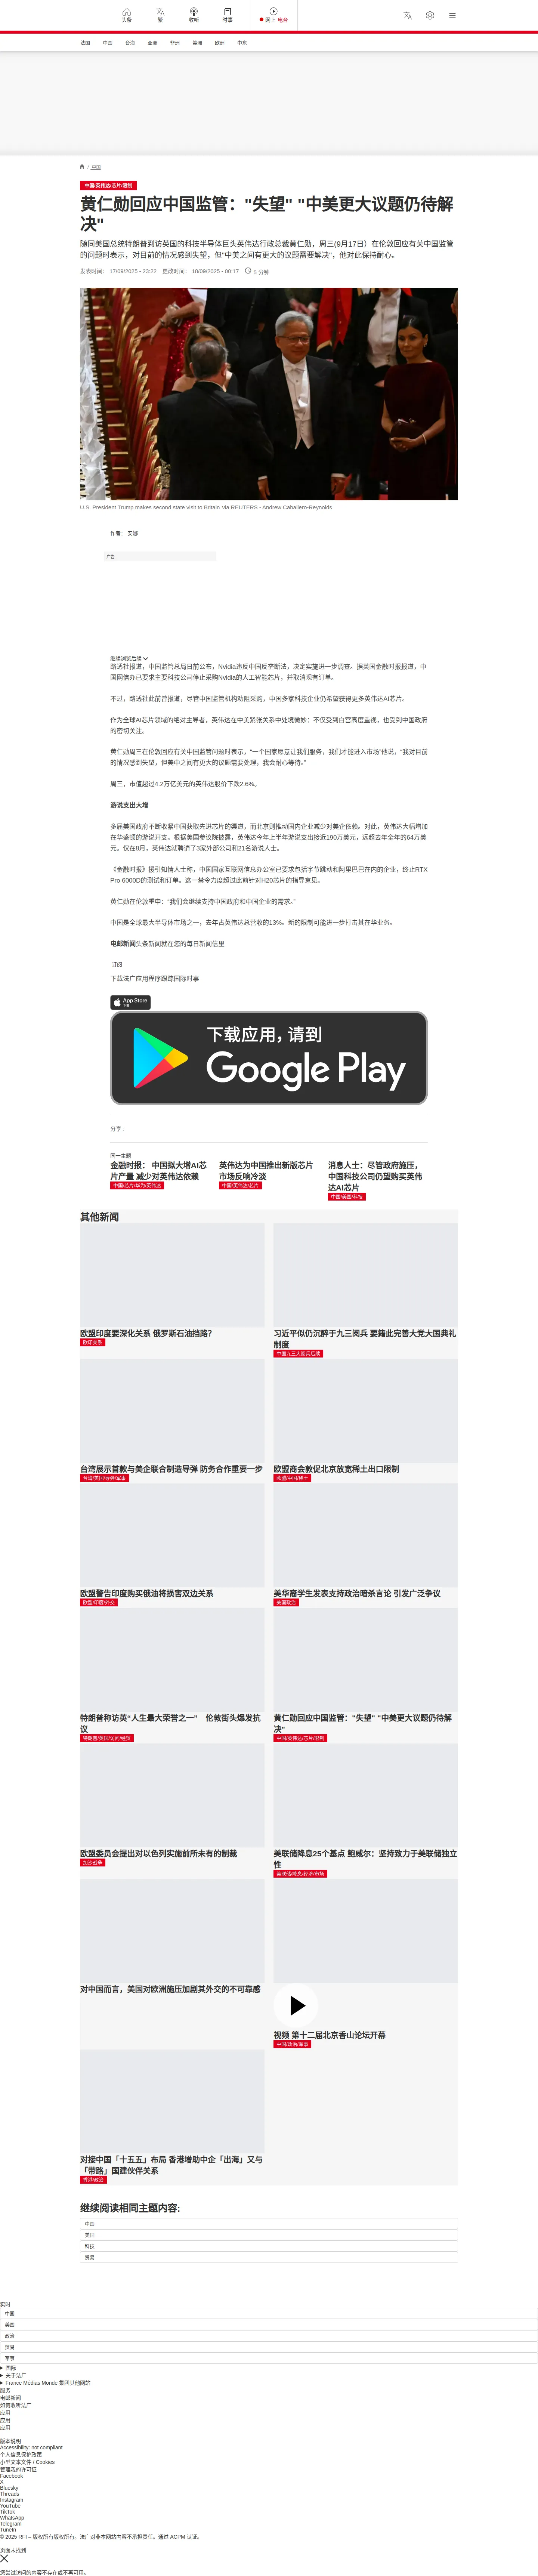 头条
繁
收听
时事
网上 电台
法国 中国 台海 亚洲 非洲 美洲 欧洲 中东
/ 中国
中国/英伟达/芯片/限制
黄仁勋回应中国监管："失望" "中美更大议题仍待解
决"
随同美国总统特朗普到访英国的科技半导体巨头英伟达行政总裁黄仁勋，周三(9月17日）在伦敦回应有关中国监管
的问题时表示，对目前的情况感到失望，但"中美之间有更大的议题需要解决"，他对此保持耐心。
发表时间： 17/09/2025 - 23:22 更改时间： 18/09/2025 - 00:17 5 分钟
U.S. President Trump makes second state visit to Britain via REUTERS - Andrew Caballero-Reynolds
作者： 安娜
广告
继续浏览后续
路透社报道，中国监管总局日前公布，Nvidia违反中国反垄断法，决定实施进一步调查。据英国金融时报报道，中
国网信办已要求主要科技公司停止采购Nvidia的人工智能芯片，并取消现有订单。
不过，路透社此前曾报道，尽管中国监管机构劝阻采购，中国多家科技企业仍希望获得更多英伟达AI芯片。
作为全球AI芯片领域的绝对主导者，英伟达在中美紧张关系中处境微妙：不仅受到白宫高度重视，也受到中国政府
的密切关注。
黄仁勋周三在伦敦回应有关中国监管问题时表示，"一个国家愿意让我们服务，我们才能进入市场"他说，"我对目前
的情况感到失望，但美中之间有更大的议题需要处理，我会耐心等待。"
周三，市值超过4.2万亿美元的英伟达股价下跌2.6%。
游说支出大增
多届美国政府不断收紧中国获取先进芯片的渠道，而北京则推动国内企业减少对美企依赖。对此，英伟达大幅增加
在华盛顿的游说开支。根据美国参议院披露，英伟达今年上半年游说支出接近190万美元，远超去年全年的64万美
元。仅在8月，英伟达就聘请了3家外部公司和21名游说人士。
《金融时报》援引知情人士称，中国国家互联网信息办公室已要求包括字节跳动和阿里巴巴在内的企业，终止RTX
Pro 6000D的测试和订单。这一禁令力度超过此前针对H20芯片的指导意见。
黄仁勋在伦敦重申：“我们会继续支持中国政府和中国企业的需求。”
中国是全球最大半导体市场之一，去年占英伟达总营收的13%。新的限制可能进一步打击其在华业务。
电邮新闻头条新闻就在您的每日新闻信里
订阅
下载法广应用程序跟踪国际时事
App Store
下载
下载应用，请到
Google Play
分享 :
同一主题
金融时报： 中国拟大增AI芯
片产量 减少对英伟达依赖
中国/芯片/华为/英伟达
英伟达为中国推出新版芯片
市场反响冷淡
中国/英伟达/芯片
消息人士：尽管政府施压，
中国科技公司仍望购买英伟
达AI芯片
中国/美国/科技
其他新闻
欧盟印度要深化关系 俄罗斯石油挡路?
欧印关系
习近平似仍沉醉于九三阅兵 要藉此完善大党大国典礼
制度
中国九三大阅兵后续
台湾展示首款与美企联合制造导弹 防务合作重要一步
台湾/美国/导弹/军事
欧盟商会敦促北京放宽稀土出口限制
欧盟/中国/稀土
欧盟警告印度购买俄油将损害双边关系
欧盟/印度/外交
美华裔学生发表支持政治暗杀言论 引发广泛争议
美国政治
特朗普称访英“人生最大荣誉之一” 伦敦街头爆发抗
议
特朗普/英国/访问/经贸
黄仁勋回应中国监管："失望" "中美更大议题仍待解
决"
中国/英伟达/芯片/限制
欧盟委员会提出对以色列实施前所未有的制裁
加沙战争
美联储降息25个基点 鲍威尔：坚持致力于美联储独立
性
美联储/降息/经济/市场
对中国而言，美国对欧洲施压加剧其外交的不可靠感
视频 第十二届北京香山论坛开幕
中国/政治/军事
对接中国「十五五」布局 香港增助中企「出海」又与
「带路」国建伙伴关系
香港/政治
继续阅读相同主题内容:
中国
美国
科技
贸易
实时
中国
美国
政治
贸易
军事
国际
关于法广
France Médias Monde 集团其他网站
服务
电邮新闻
如何收听法广
应用
应用
应用
版本说明
Accessibility: not compliant
个人信息保护政策
小型文本文件 / Cookies
管理我的许可证
Facebook
X
Bluesky
Threads
Instagram
YouTube
TikTok
WhatsApp
Telegram
TuneIn
© 2025 RFI – 版权所有版权所有。法广对非本网站内容不承担责任。通过 ACPM 认证。
页面未找到
您尝试访问的内容不存在或不再可用。